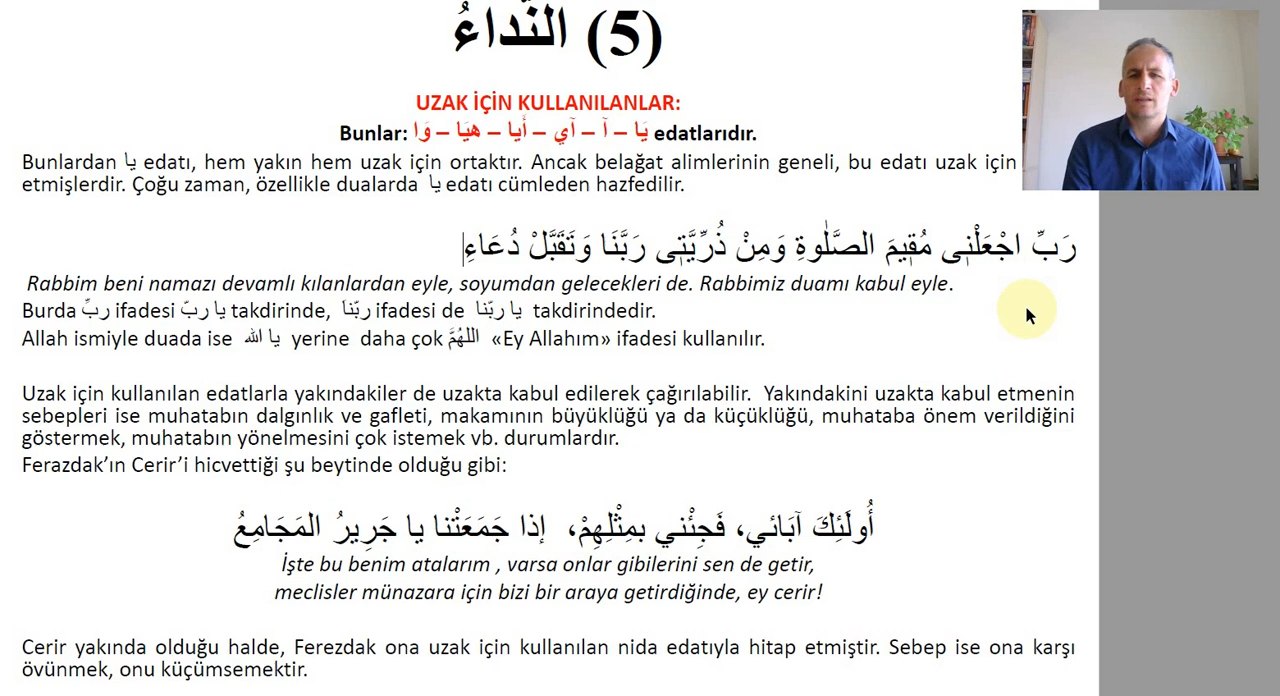 (5) النّداءُ
UZAK İÇİN KULLANILANLAR:
Bunlar: يَا – آ – آي – أَيا – هيَا – وَا edatlarıdır.
Bunlardan يا edatı, hem yakın hem uzak için ortaktır. Ancak belağat alimlerinin geneli, bu edatı uzak için
etmişlerdir. Çoğu zaman, özellikle dualarda يا edatı cümleden hazfedilir.
رَبِّ اجْعَلْنٖى مُقٖيمَ الصَّلٰوةِ وَمِنْ ذُرِّيَّتٖى رَبَّنَا وَتَقَبَّلْ دُعَاءِ
Rabbim beni namazı devamlı kılanlardan eyle, soyumdan gelecekleri de. Rabbimiz duamı kabul eyle.
Burda ربِّ ifadesi يا ربّ takdirinde, ربّنَا ifadesi de يا ربّنا takdirindedir.
Allah ismiyle duada ise يا الله yerine daha çok اللهُمَّ «Ey Allahım» ifadesi kullanılır.
Uzak için kullanılan edatlarla yakındakiler de uzakta kabul edilerek çağırılabilir. Yakındakini uzakta kabul etmenin
sebepleri ise muhatabın dalgınlık ve gafleti, makamının büyüklüğü ya da küçüklüğü, muhataba önem verildiğini
göstermek, muhatabın yönelmesini çok istemek vb. durumlardır.
Ferazdak’ın Cerir’i hicvettiği şu beytinde olduğu gibi:
أُولَئِكَ آبَائي، فَجِئْني بمِثْلِهِمْ، إذا جَمَعَتْنا يا جَرِيرُ المَجَامِعُ
İşte bu benim atalarım , varsa onlar gibilerini sen de getir,
meclisler münazara için bizi bir araya getirdiğinde, ey cerir!
Cerir yakında olduğu halde, Ferezdak ona uzak için kullanılan nida edatıyla hitap etmiştir. Sebep ise ona karşı
övünmek, onu küçümsemektir.